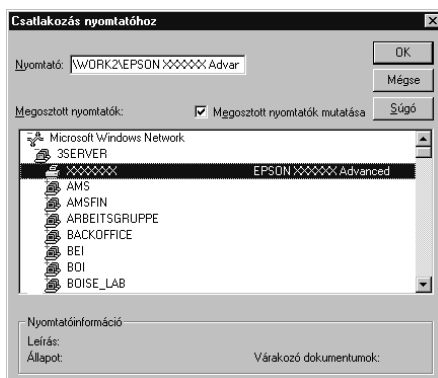 Csatlakozás nyomtatóhoz
Nyomtató: \WORK2\EPSON XXXXXX Advar
OK
Mégse
Súgó
Megosztott nyomtatók:
Megosztott nyomtatók mutatása
Microsoft Windows Network
3SERVER
XXXXXXX EPSON XXXXXX Advanced
AMS
AMSFIN
ARBEITSGRUPPE
BACKOFFICE
BEI
BOI
BOISE_LAB
Nyomtatóinformáció
Leírás:
Állapot: Várakozó dokumentumok: